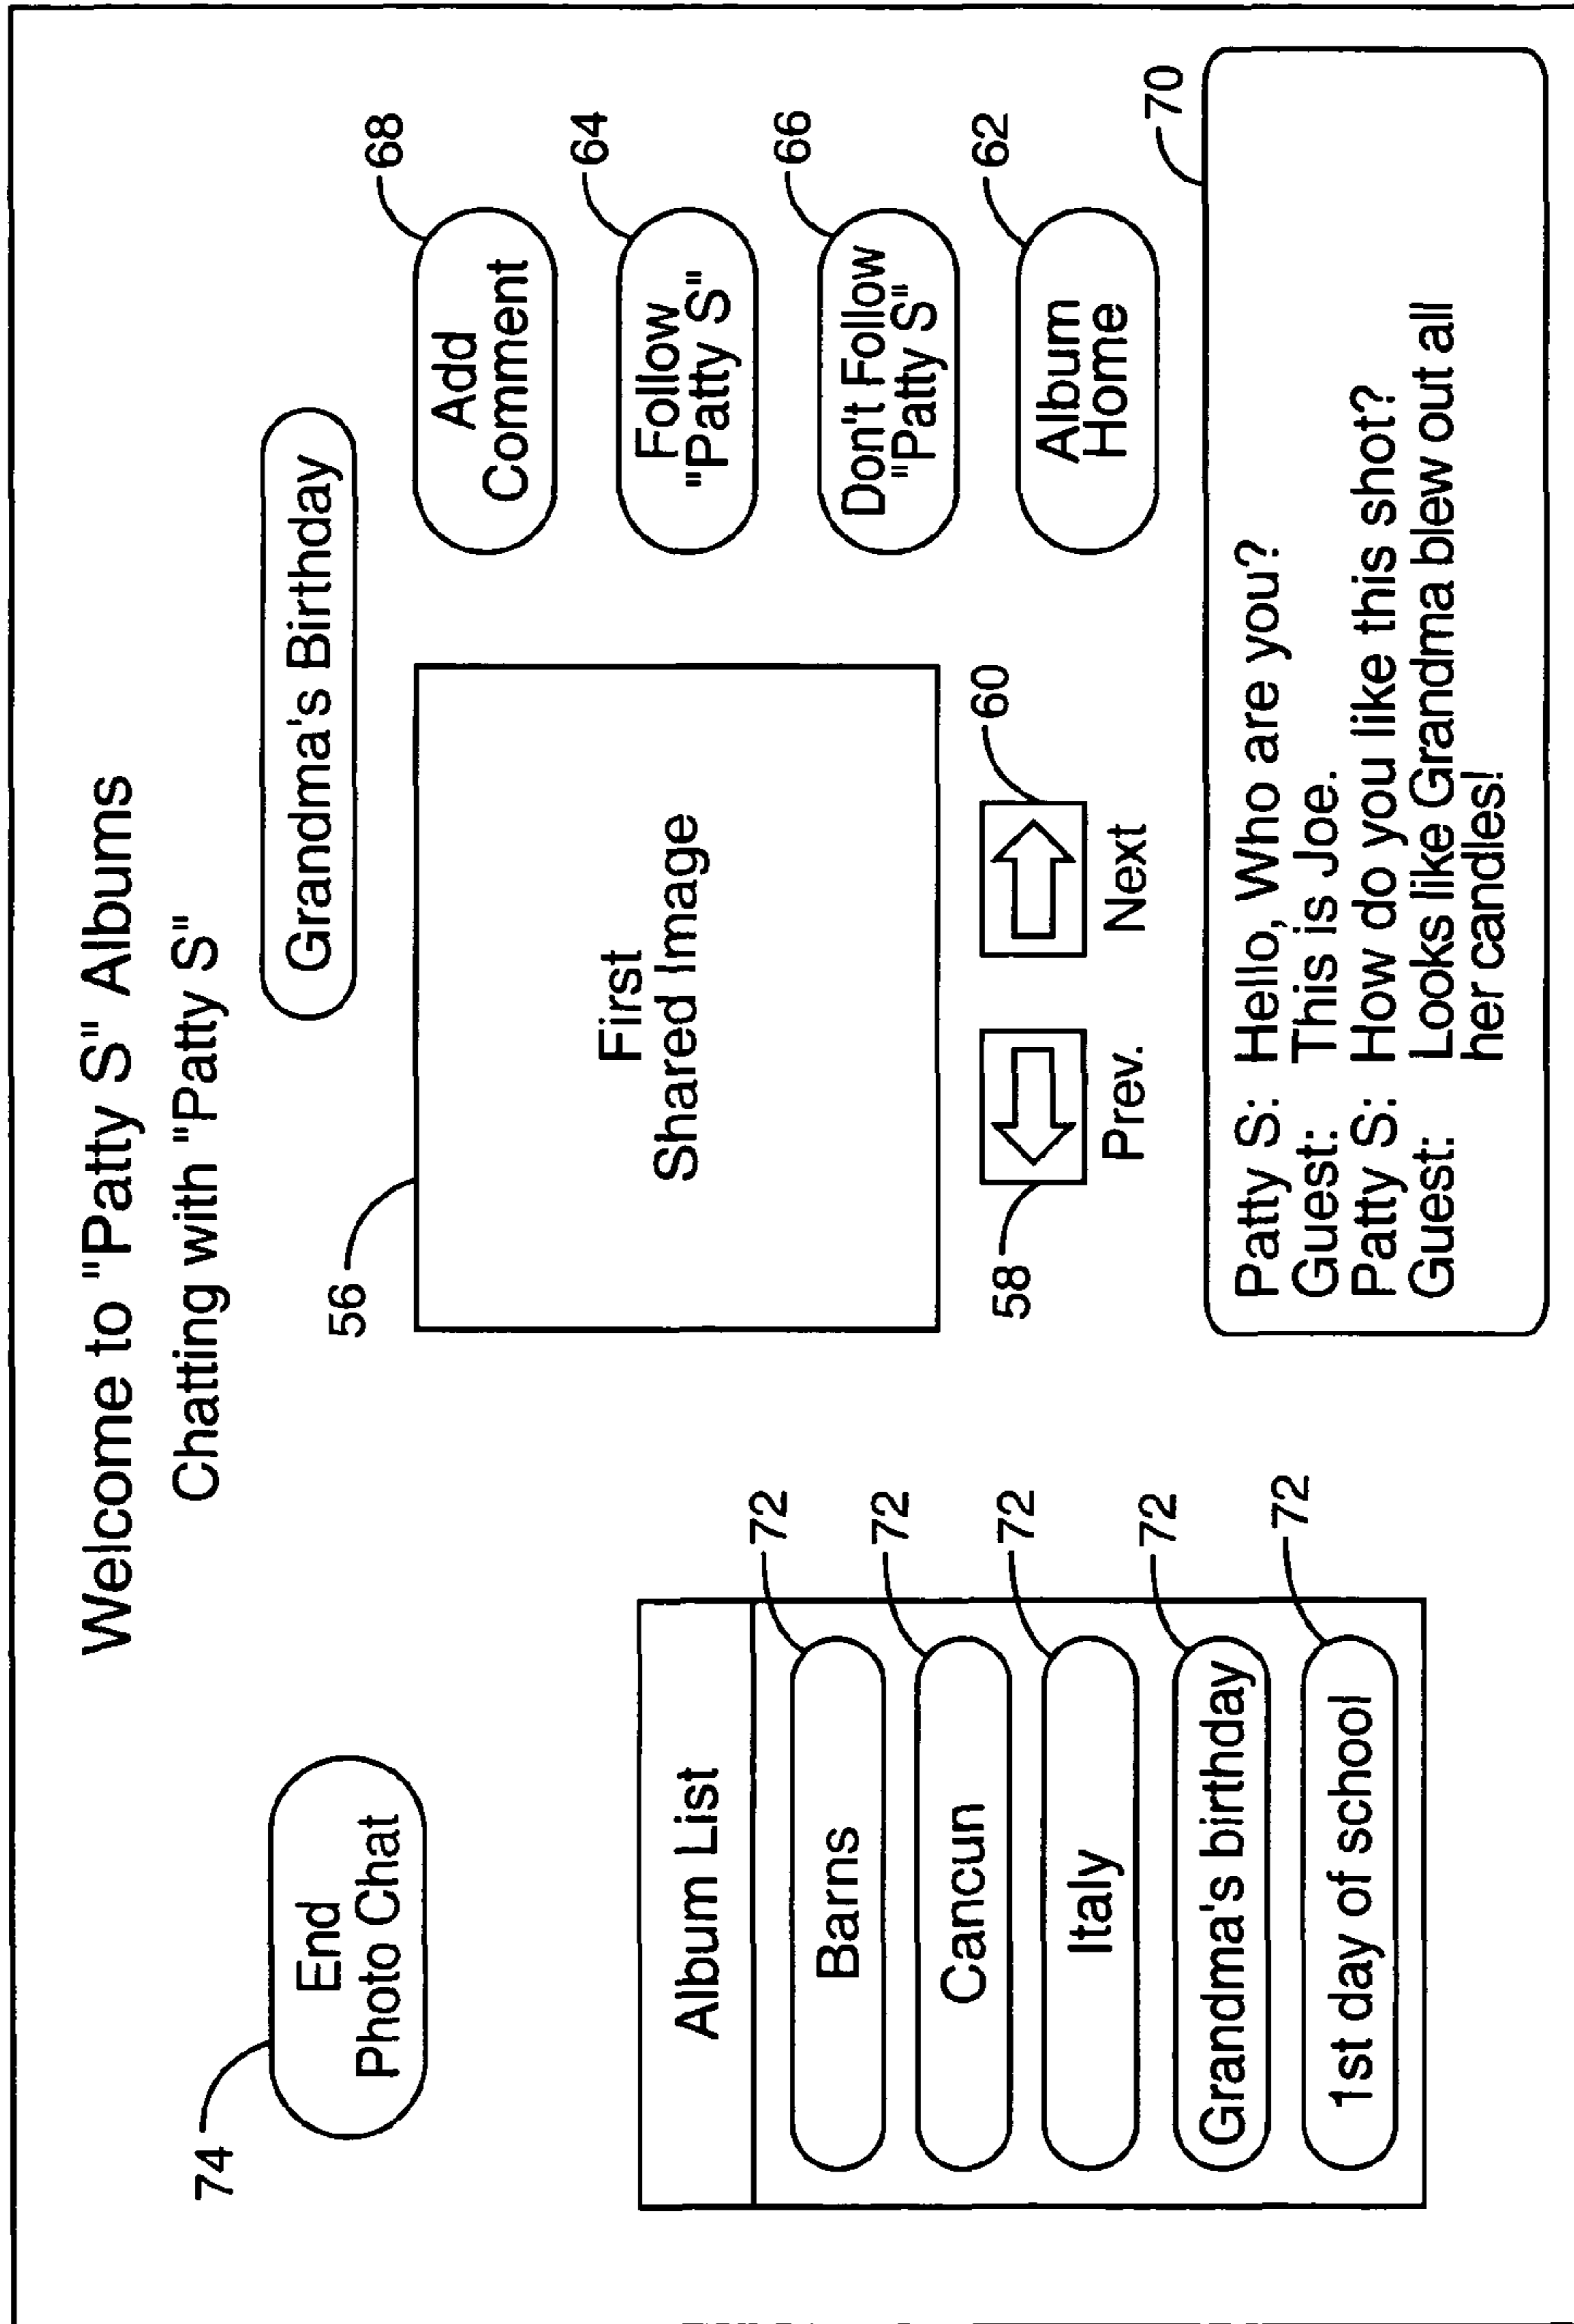 Welcome to "Patty S" Albums
Chatting with "Patty S"
74
End
Photo Chat
Grandma's Birthday
Album List
Barns
72
Cancun
72
Italy
72
Grandma's birthday
72
1st day of school
72
56
First
Shared Image
58
Prev.
60
Next
68
Add
Comment
64
Follow
"Patty S"
66
Don't Follow
"Patty S"
62
Album
Home
70
Patty S: Hello, Who are you?
Guest: This is Joe.
Patty S: How do you like this shot?
Guest: Looks like Grandma blew out all
her candles!